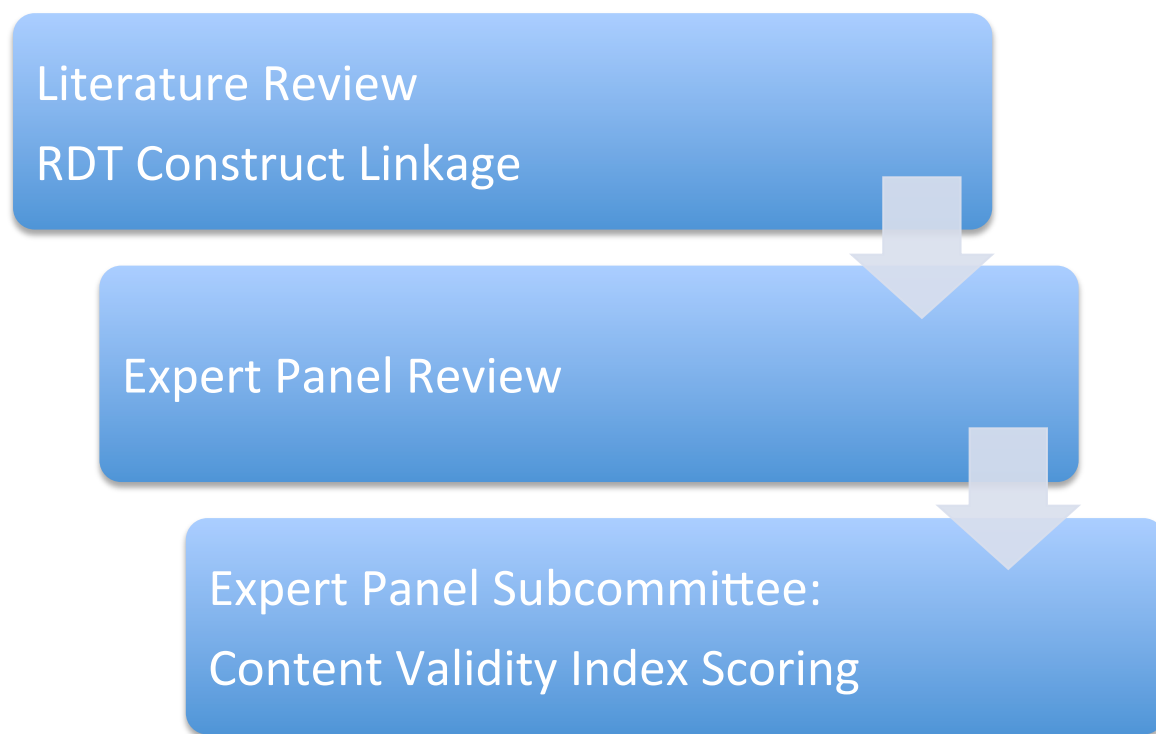 Literature Review
RDT Construct Linkage
Expert Panel Review
Expert Panel Subcommittee:
Content Validity Index Scoring